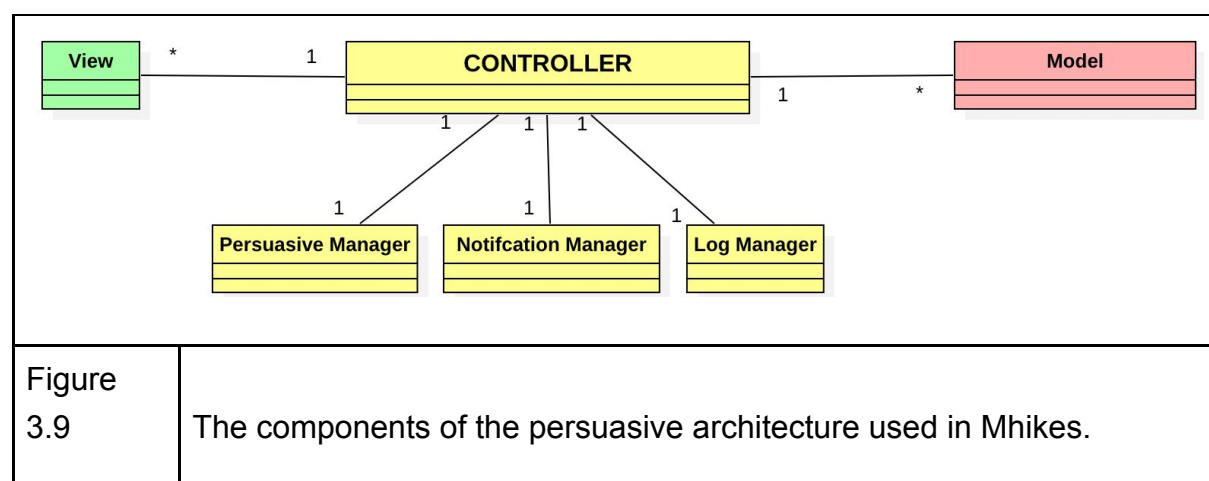 View * 1 CONTROLLER 1 * Model
1 1 1
1 1 1
Persuasive Manager Notifcation Manager Log Manager
Figure
3.9 The components of the persuasive architecture used in Mhikes.